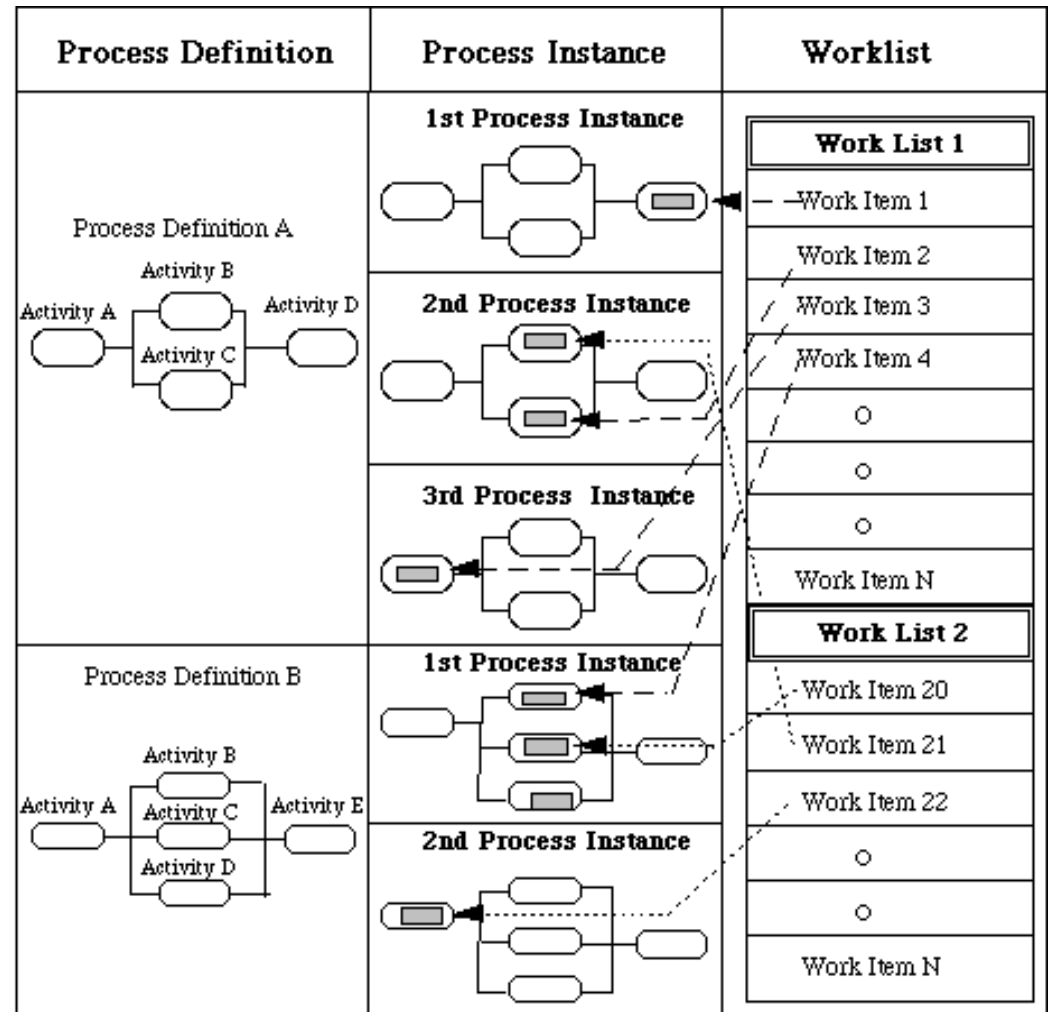 Process Definition
Process Instance
Worklist
Process Definition A
Activity A
Activity B
Activity C
Activity D
Process Definition B
Activity A
Activity B
Activity C
Activity D
Activity E
1st Process Instance
2nd Process Instance
3rd Process Instance
1st Process Instance
2nd Process Instance
Work List 1
Work Item 1
Work Item 2
Work Item 3
Work Item 4
Work Item N
Work List 2
Work Item 20
Work Item 21
Work Item 22
Work Item N